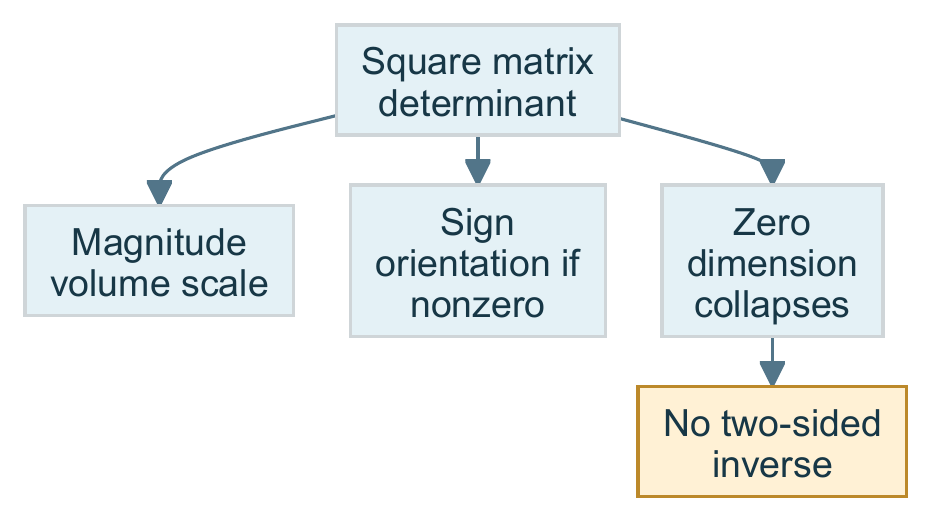 Square matrix
determinant
Magnitude
volume scale
Sign
orientation if
nonzero
Zero
dimension
collapses
No two-sided
inverse